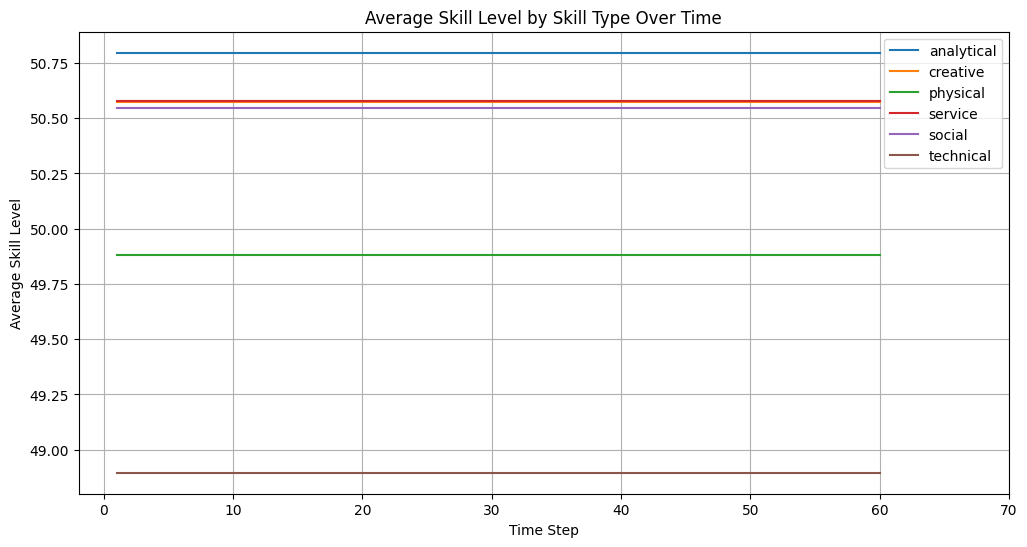 Average Skill Level by Skill Type Over Time
Average Skill Level
50.75
50.50
50.25
50.00
49.75
49.50
49.25
49.00
analytical
creative
physical
service
social
technical
0 10 20 30 40 50 60 70
Time Step